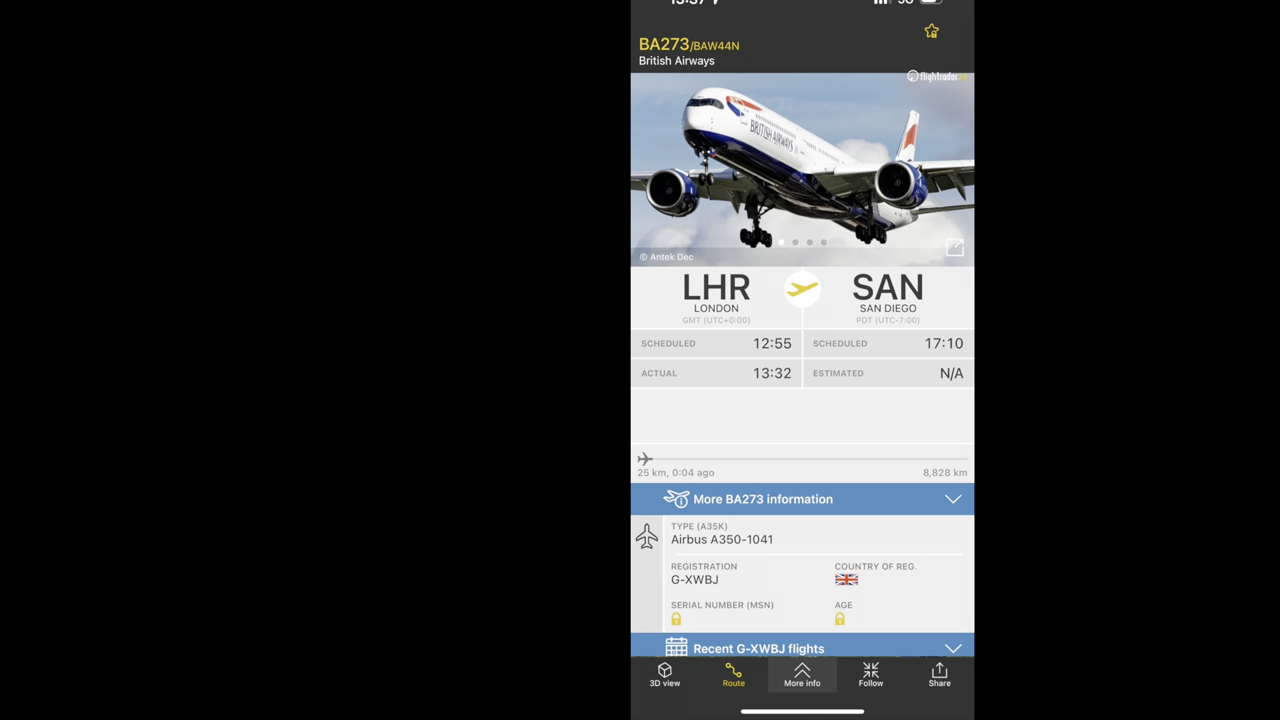 13:37
5G
BA273/BAW44N
British Airways
flightradar24
BRITISH AIRWAYS
© Antek Dec
LHR
LONDON
GMT (UTC+0:00)
SAN
SAN DIEGO
PDT (UTC-7:00)
SCHEDULED 12:55
SCHEDULED 17:10
ACTUAL 13:32
ESTIMATED N/A
25 km, 0:04 ago
8,828 km
More BA273 information
TYPE (A35K)
Airbus A350-1041
REGISTRATION
G-XWBJ
COUNTRY OF REG.
SERIAL NUMBER (MSN)
AGE
Recent G-XWBJ flights
3D view
Route
More info
Follow
Share